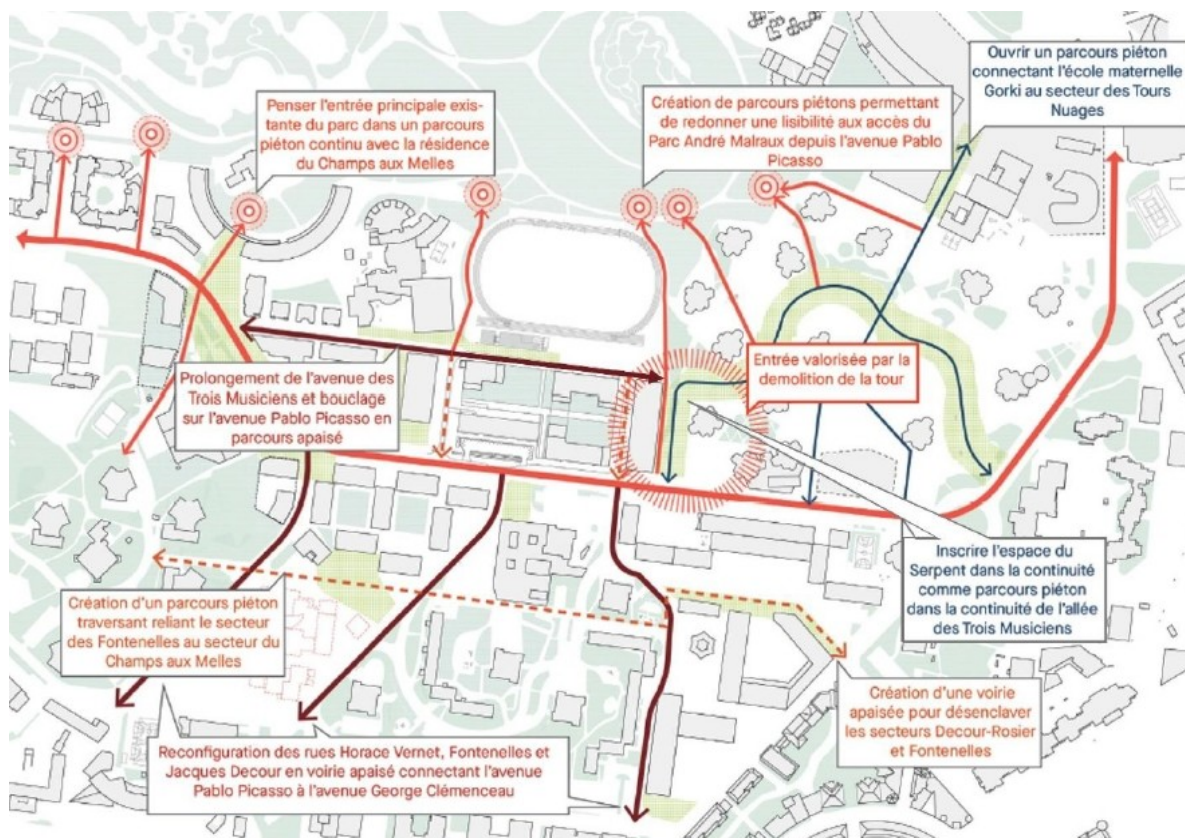 Ouvrir un parcours piéton
connectant l'école maternelle
Gorki au secteur des Tours
Nuages
Penser l'entrée principale exis-
tante du parc dans un parcours
piéton continu avec la résidence
du Champs aux Melles
Création de parcours piétons permettant
de redonner une lisibilité aux accès du
Parc André Malraux depuis l'avenue Pablo
Picasso
Entrée valorisée par la
demolition de la tour
Prolongement de l'avenue des
Trois Musiciens et bouclage
sur l'avenue Pablo Picasso en
parcours apaisé
Inscrire l'espace du
Serpent dans la continuité
comme parcours piéton
dans la continuité de l'allée
des Trois Musiciens
Création d'un parcours piéton
traversant reliant le secteur
des Fontenelles au secteur du
Champs aux Melles
Création d'une voirie
apaisée pour désenclaver
les secteurs Decour-Rosier
et Fontenelles
Reconfiguration des rues Horace Vernet, Fontenelles et
Jacques Decour en voirie apaisé connectant l'avenue
Pablo Picasso à l'avenue George Clémenceau